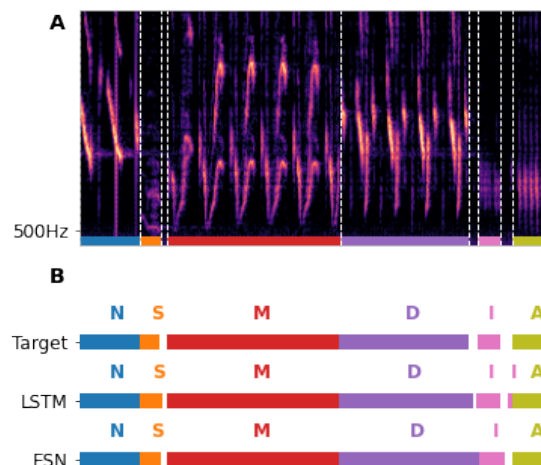 A
500Hz
B
N S M D I A
Target
N S M D I I A
LSTM
N S M D I A
ESN